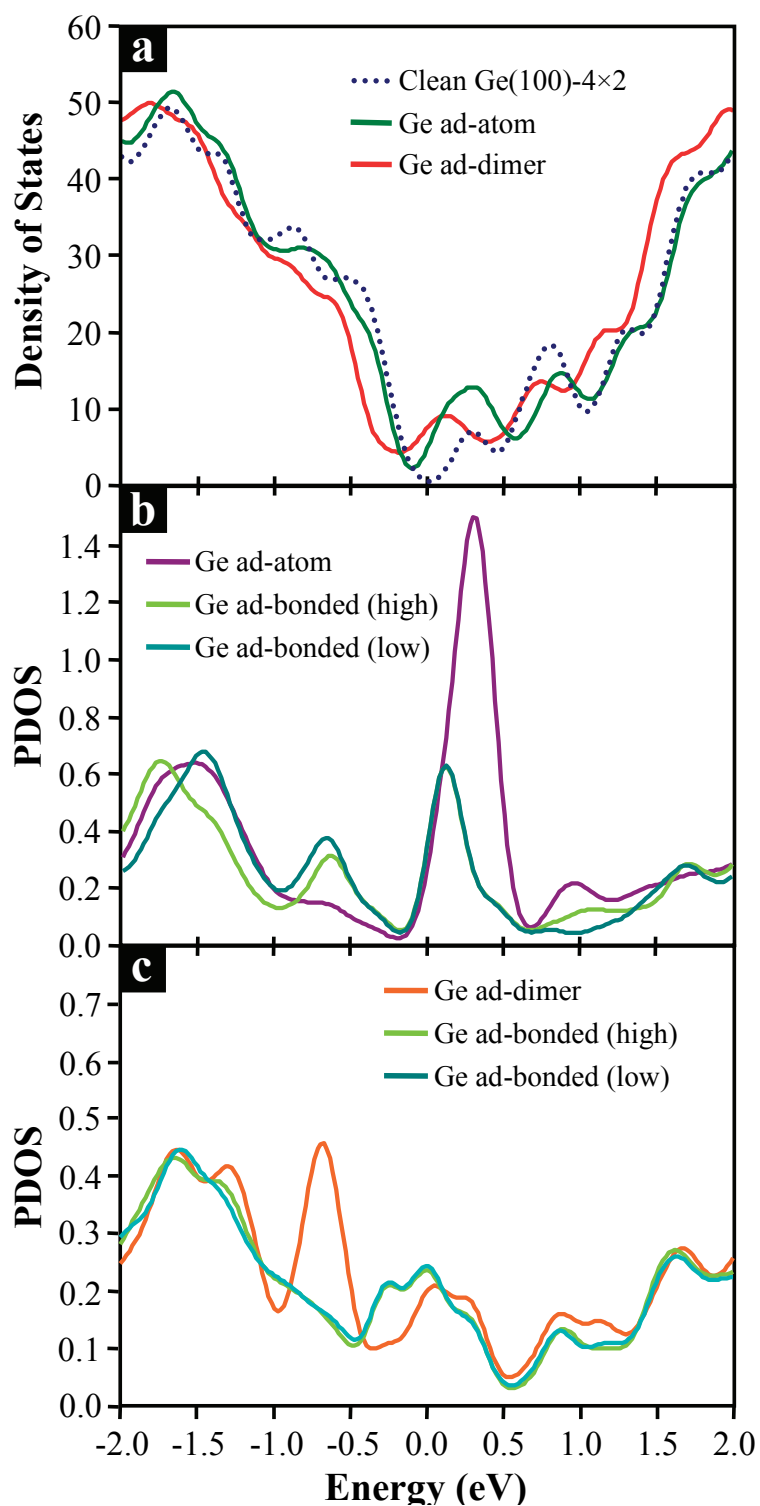 a
60
50
40
30
20
10
0
Density of States
Clean Ge(100)-4×2
Ge ad-atom
Ge ad-dimer
b
1.4
1.2
1.0
0.8
0.6
0.4
0.2
0.0
PDOS
Ge ad-atom
Ge ad-bonded (high)
Ge ad-bonded (low)
c
0.7
0.6
0.5
0.4
0.3
0.2
0.1
0.0
PDOS
Ge ad-dimer
Ge ad-bonded (high)
Ge ad-bonded (low)
-2.0 -1.5 -1.0 -0.5 0.0 0.5 1.0 1.5 2.0
Energy (eV)